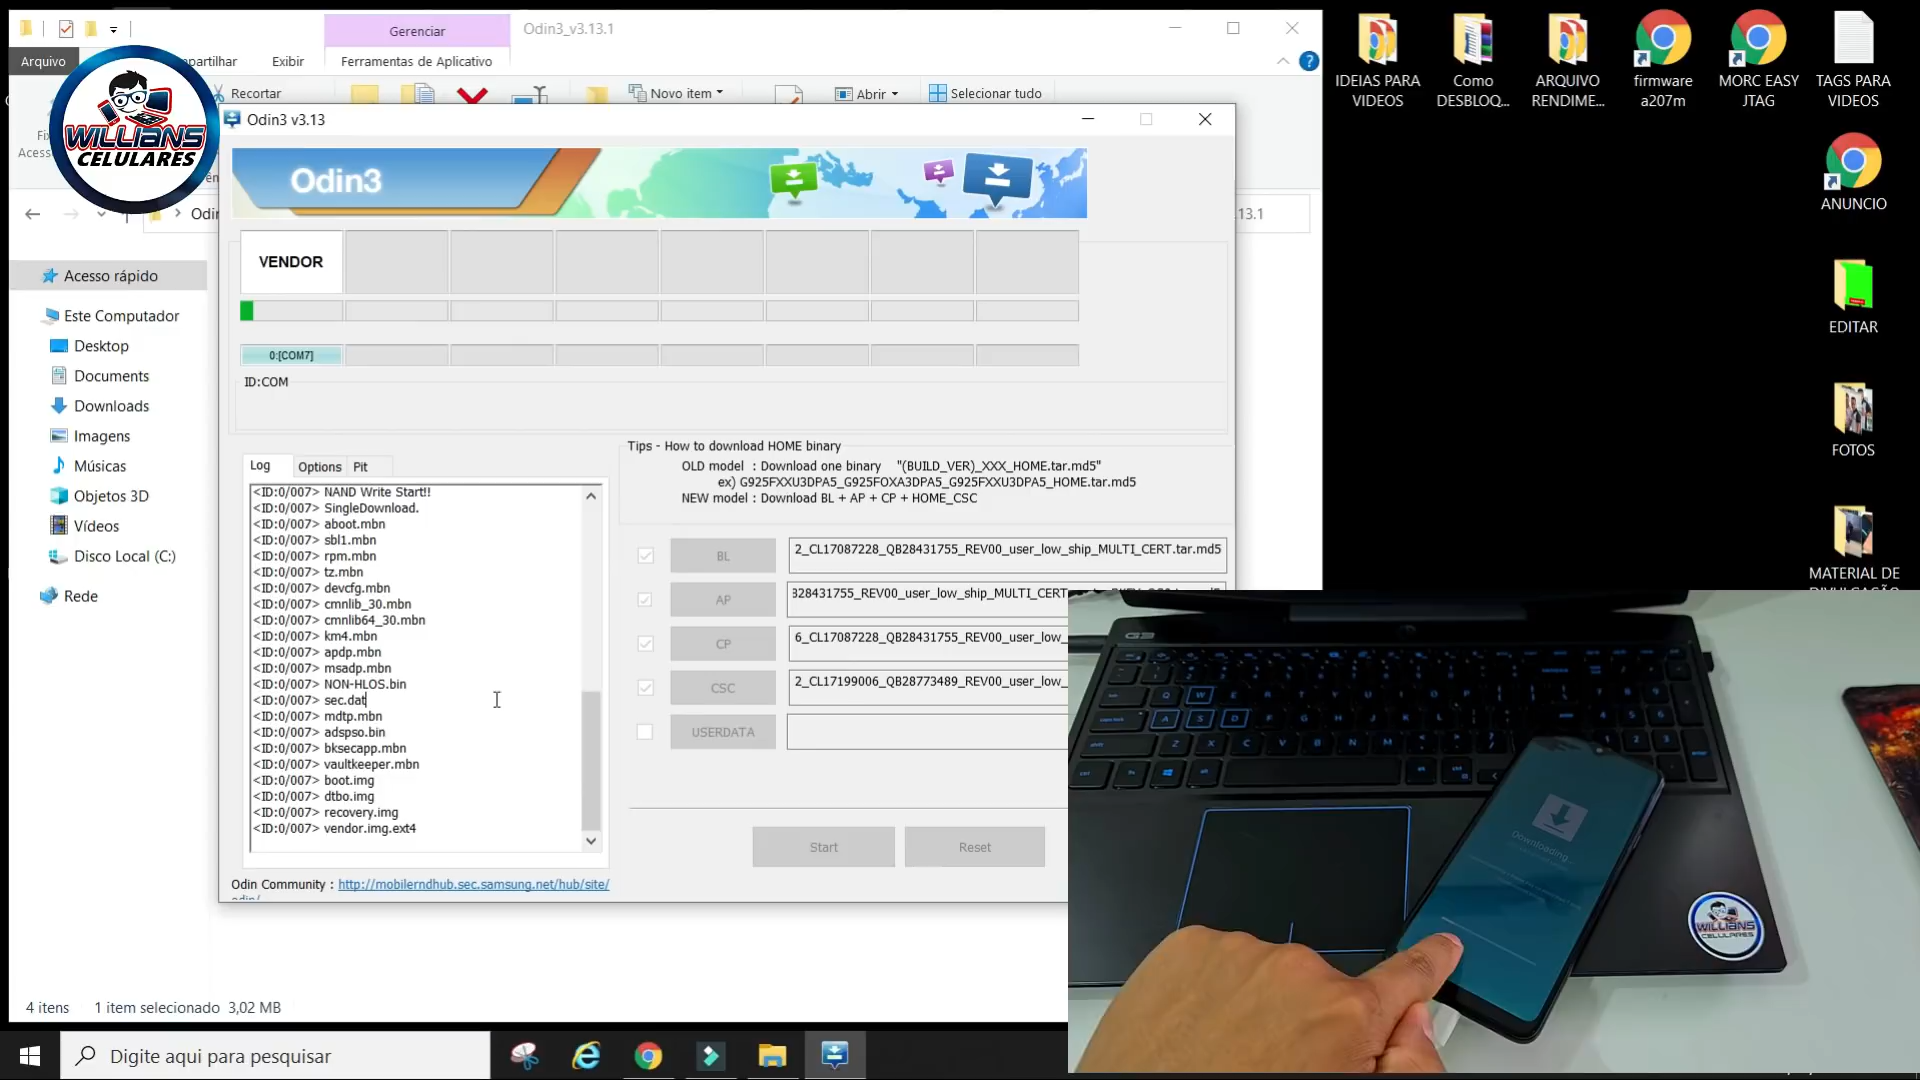 Gerenciar
Odin3_v3.13.1
Arquivo
partilhar
Exibir
Ferramentas de Aplicativo
Recortar
Novo item
Abrir
Selecionar tudo
WILLIANS
CELULARES
Odin3 v3.13
Odin3
13.1
VENDOR
0:[COM7]
ID:COM
Acesso rápido
Este Computador
Desktop
Documents
Downloads
Imagens
Músicas
Objetos 3D
Vídeos
Disco Local (C:)
Rede
Log
Options
Pit
<ID:0/007> NAND Write Start!!
<ID:0/007> SingleDownload.
<ID:0/007> aboot.mbn
<ID:0/007> sbl1.mbn
<ID:0/007> rpm.mbn
<ID:0/007> tz.mbn
<ID:0/007> devcfg.mbn
<ID:0/007> cmnlib_30.mbn
<ID:0/007> cmnlib64_30.mbn
<ID:0/007> km4.mbn
<ID:0/007> apdp.mbn
<ID:0/007> msadp.mbn
<ID:0/007> NON-HLOS.bin
<ID:0/007> sec.dat
<ID:0/007> mdtp.mbn
<ID:0/007> adspso.bin
<ID:0/007> bksecapp.mbn
<ID:0/007> vaultkeeper.mbn
<ID:0/007> boot.img
<ID:0/007> dtbo.img
<ID:0/007> recovery.img
<ID:0/007> vendor.img.ext4
Tips - How to download HOME binary
OLD model : Download one binary "(BUILD_VER)_XXX_HOME.tar.md5"
ex) G925FXXU3DPA5_G925FOXA3DPA5_G925FXXU3DPA5_HOME.tar.md5
NEW model : Download BL + AP + CP + HOME_CSC
BL
2_CL17087228_QB28431755_REV00_user_low_ship_MULTI_CERT.tar.md5
AP
328431755_REV00_user_low_ship_MULTI_CERT
CP
6_CL17087228_QB28431755_REV00_user_low_
CSC
2_CL17199006_QB28773489_REV00_user_low_
USERDATA
Start
Reset
Odin Community : http://mobilerndhub.sec.samsung.net/hub/site/
odin/
4 itens
1 item selecionado 3,02 MB
Digite aqui para pesquisar
IDEIAS PARA
VIDEOS
Como
DESBLOQ...
ARQUIVO
RENDIME...
firmware
a207m
MORC EASY
JTAG
TAGS PARA
VIDEOS
ANUNCIO
EDITAR
FOTOS
MATERIAL DE
DIVULGAÇÃO
G3
Downloading...
WILLIANS
CELULARES